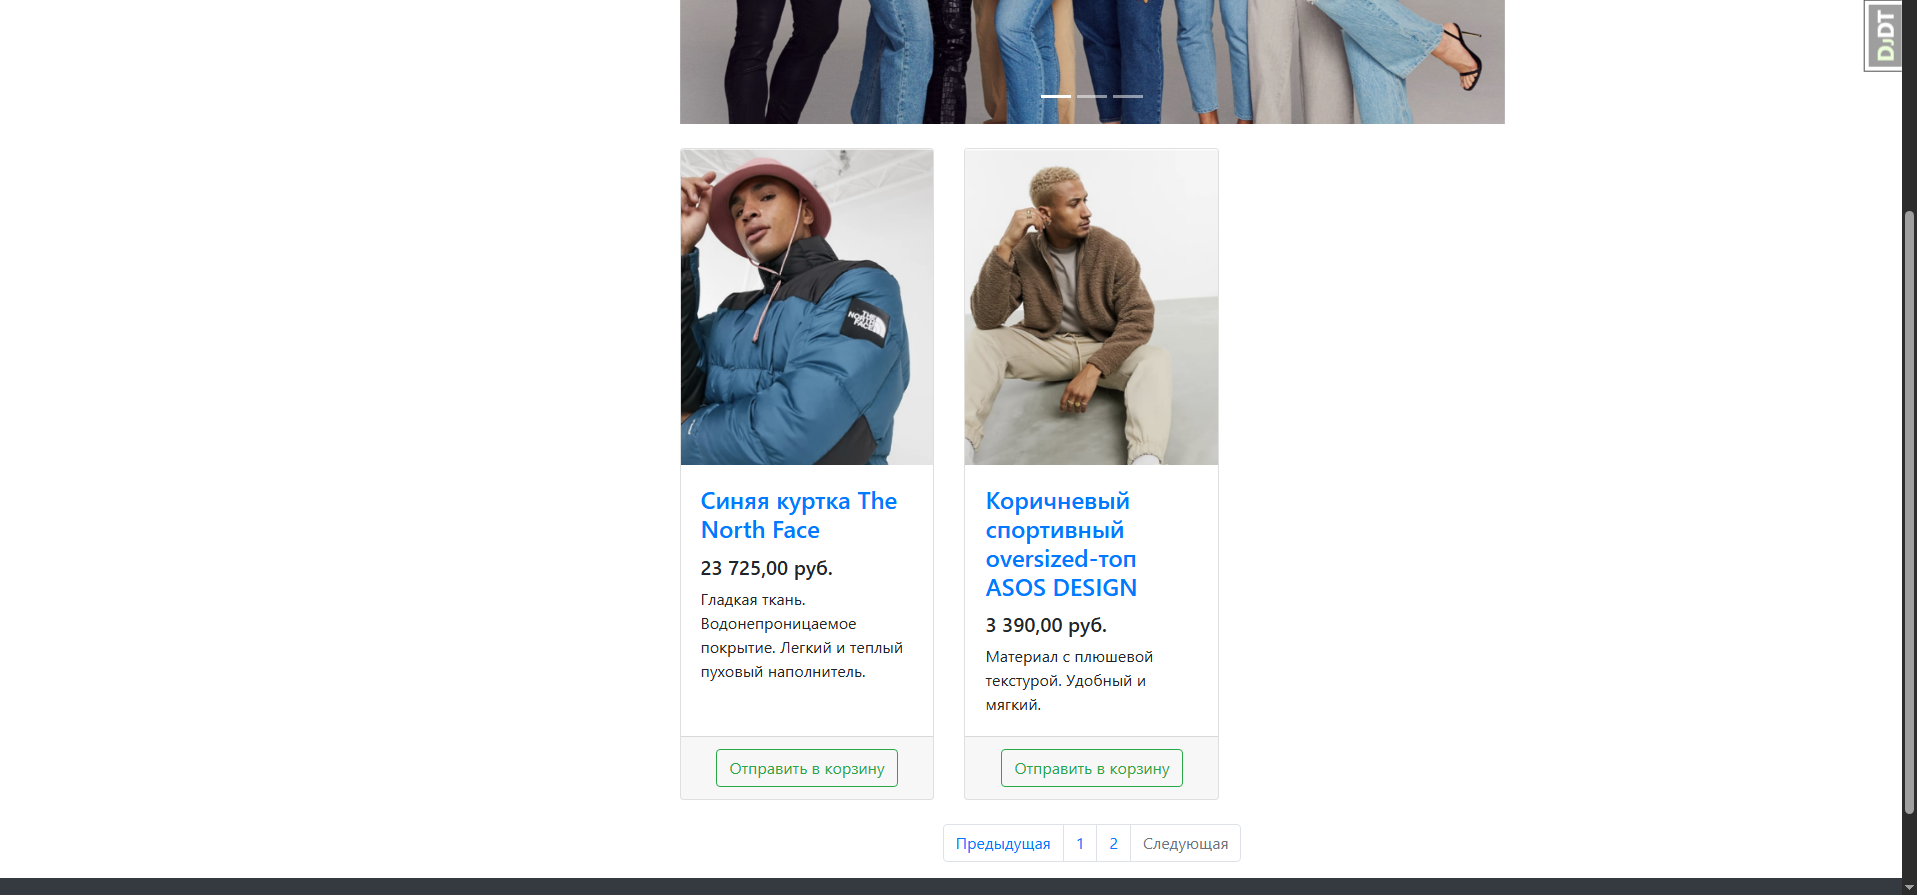 DjDT
THE
NORTH
FACE
Синяя куртка The
North Face
23 725,00 руб.
Гладкая ткань.
Водонепроницаемое
покрытие. Легкий и теплый
пуховый наполнитель.
Отправить в корзину
Коричневый
спортивный
oversized-топ
ASOS DESIGN
3 390,00 руб.
Материал с плюшевой
текстурой. Удобный и
мягкий.
Отправить в корзину
Предыдущая 1 2 Следующая